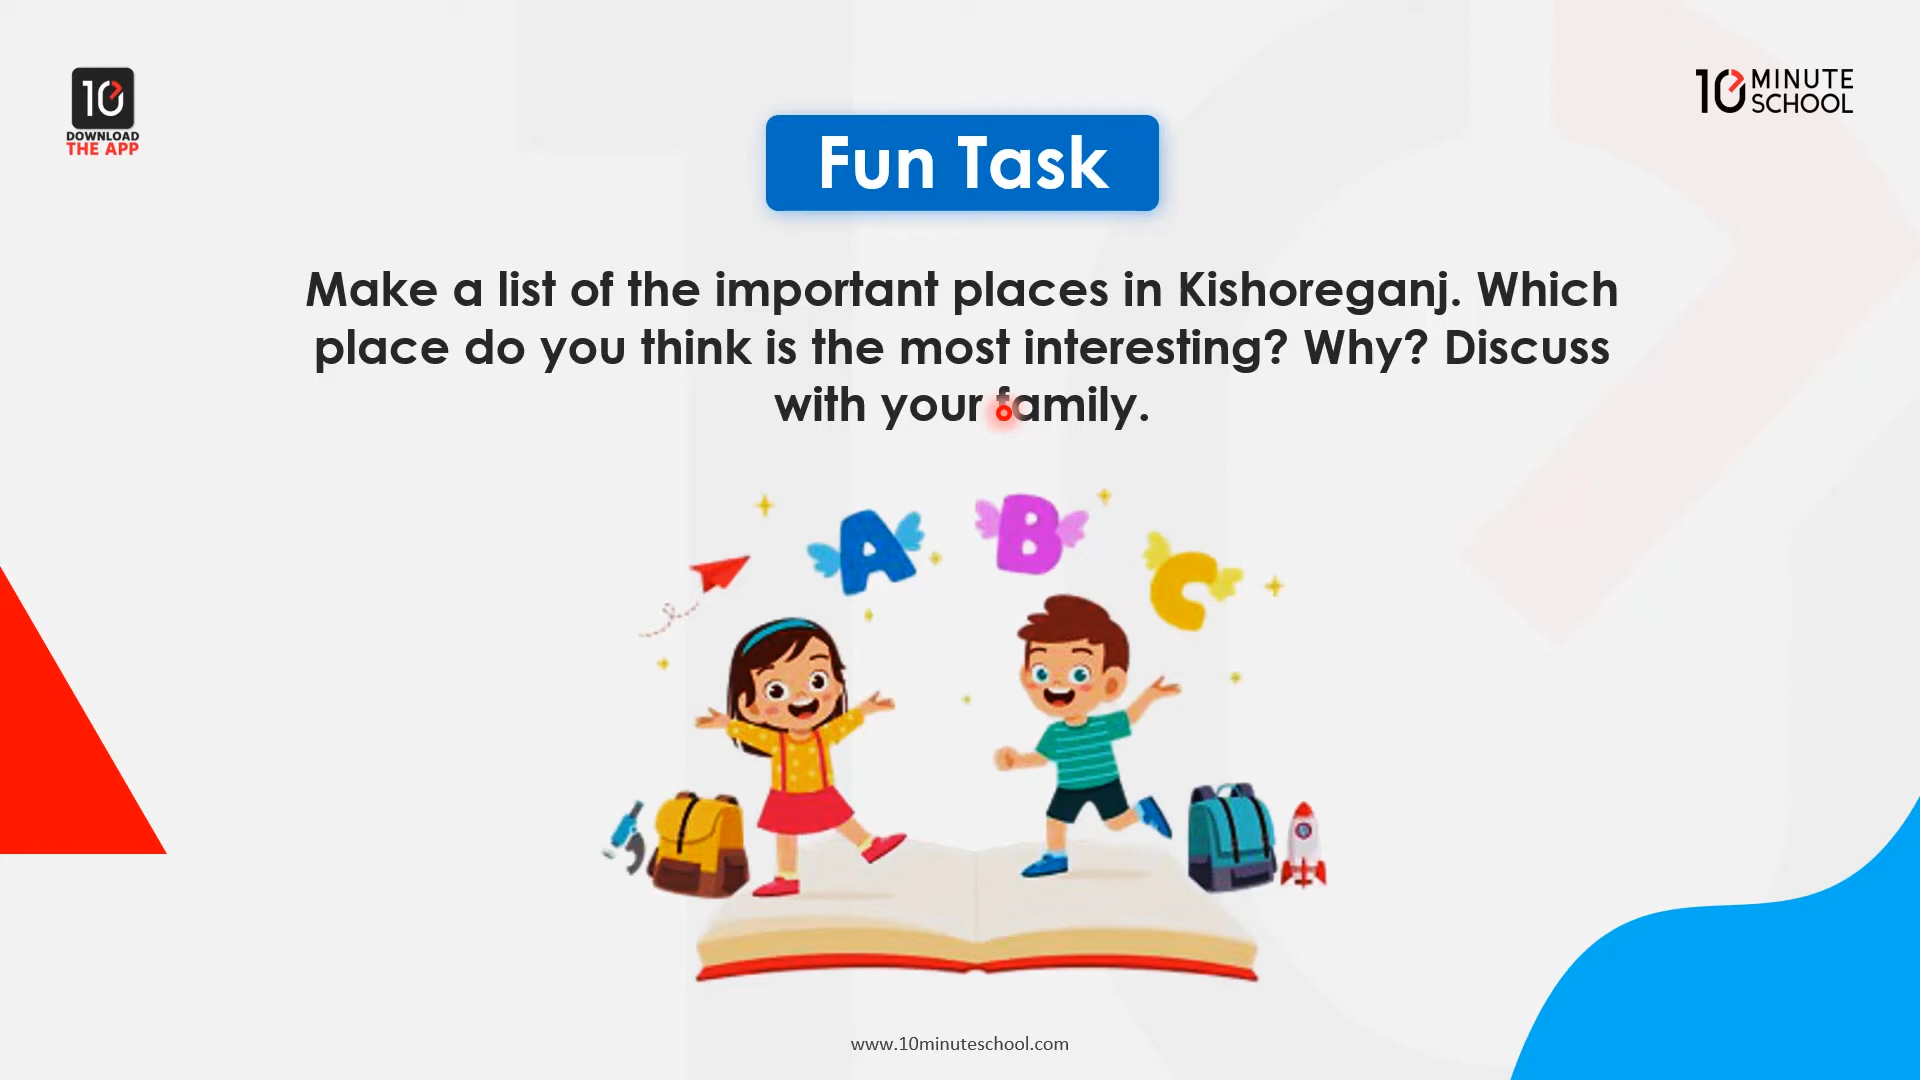 10
DOWNLOAD
THE APP
10 MINUTE
SCHOOL
Fun Task
Make a list of the important places in Kishoreganj. Which
place do you think is the most interesting? Why? Discuss
with your family.
A B C
www.10minuteschool.com